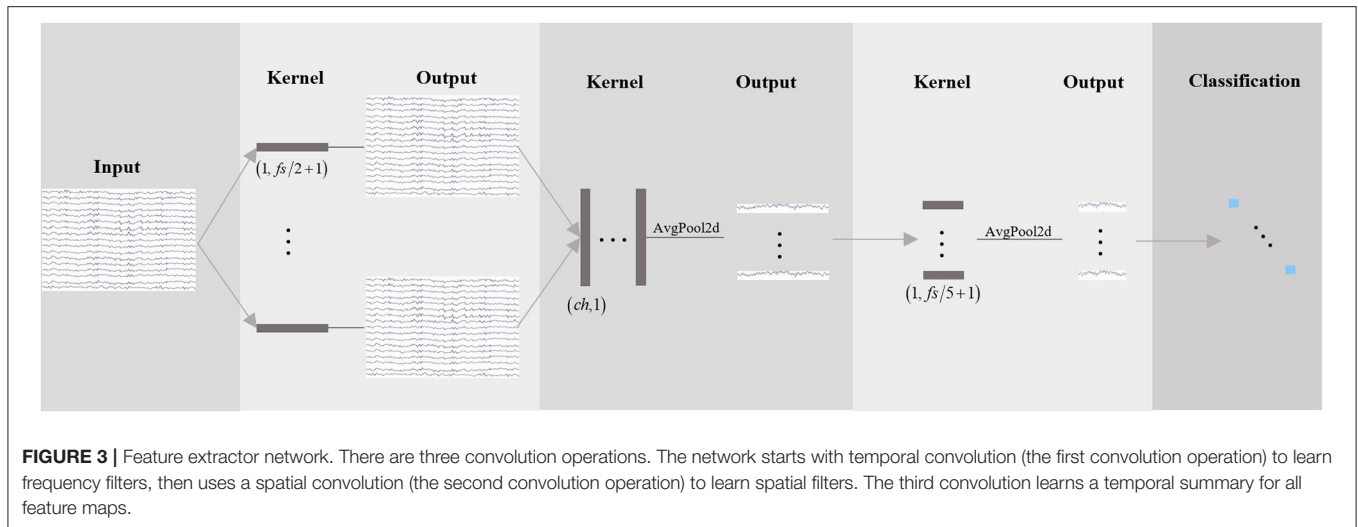 Input
Kernel
(1, fs/2+1)
Output
Kernel
(ch,1)
AvgPool2d
Output
Kernel
(1, fs/5+1)
AvgPool2d
Output
Classification
FIGURE 3 | Feature extractor network. There are three convolution operations. The network starts with temporal convolution (the first convolution operation) to learn
frequency filters, then uses a spatial convolution (the second convolution operation) to learn spatial filters. The third convolution learns a temporal summary for all
feature maps.